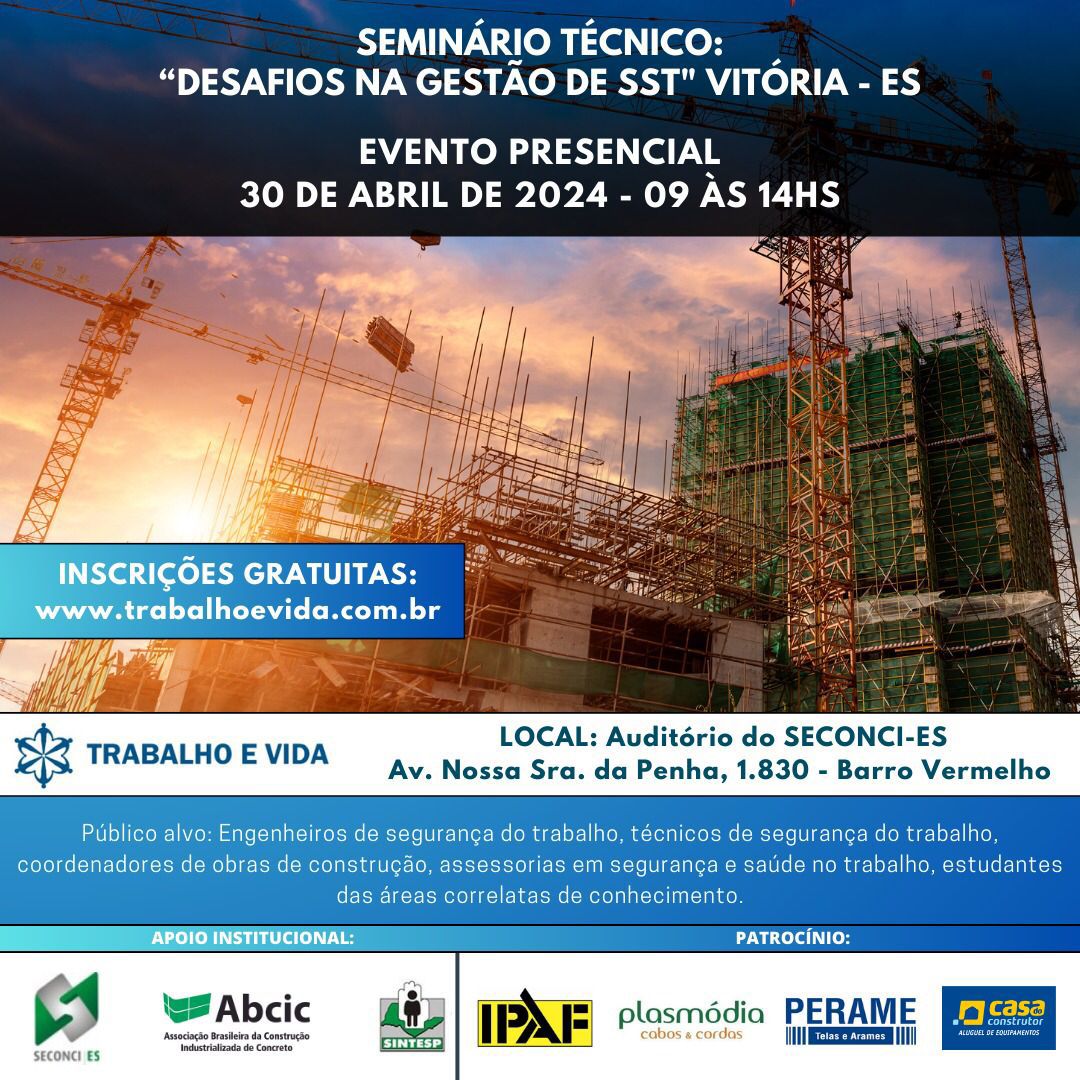 SEMINÁRIO TÉCNICO:
“DESAFIOS NA GESTÃO DE SST" VITÓRIA - ES
EVENTO PRESENCIAL
30 DE ABRIL DE 2024 - 09 ÀS 14HS
INSCRIÇÕES GRATUITAS:
www.trabalhoevida.com.br
TRABALHO E VIDA
LOCAL: Auditório do SECONCI-ES
Av. Nossa Sra. da Penha, 1.830 - Barro Vermelho
Público alvo: Engenheiros de segurança do trabalho, técnicos de segurança do trabalho,
coordenadores de obras de construção, assessorias em segurança e saúde no trabalho, estudantes
das áreas correlatas de conhecimento.
APOIO INSTITUCIONAL:
PATROCÍNIO:
SECONCI ES
Abcic
Associação Brasileira da Construção
Industrializada de Concreto
SINTESP
IPAF
plasmódia
cabos & cordas
PERAME
Telas e Arames
casa do
construtor
ALUGUEL DE EQUIPAMENTOS